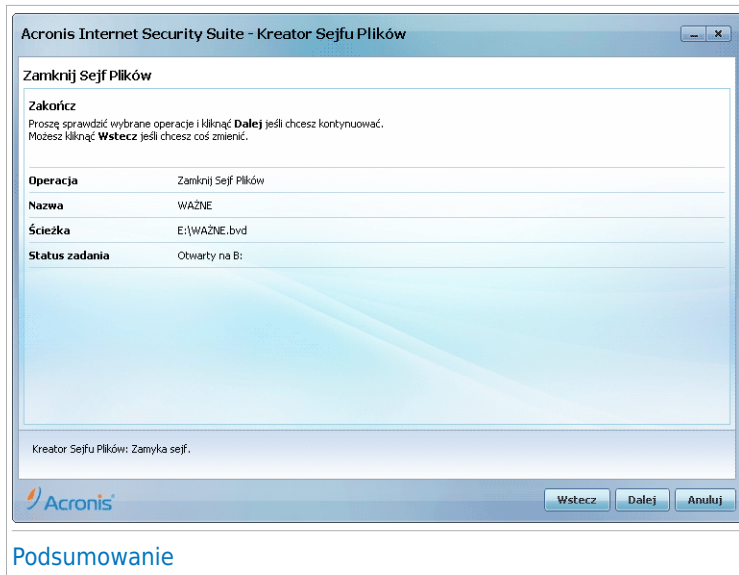 Acronis Internet Security Suite - Kreator Sejfu Plików
Zamknij Sejf Plików
Zakończ
Proszę sprawdzić wybrane operacje i kliknąć Dalej jeśli chcesz kontynuować.
Możesz kliknąć Wstecz jeśli chcesz coś zmienić.
Operacja Zamknij Sejf Plików
Nazwa WAŻNE
Ścieżka E:\WAŻNE.bvd
Status zadania Otwarty na B:
Kreator Sejfu Plików: Zamyka sejf.
Acronis
Wstecz Dalej Anuluj
Podsumowanie